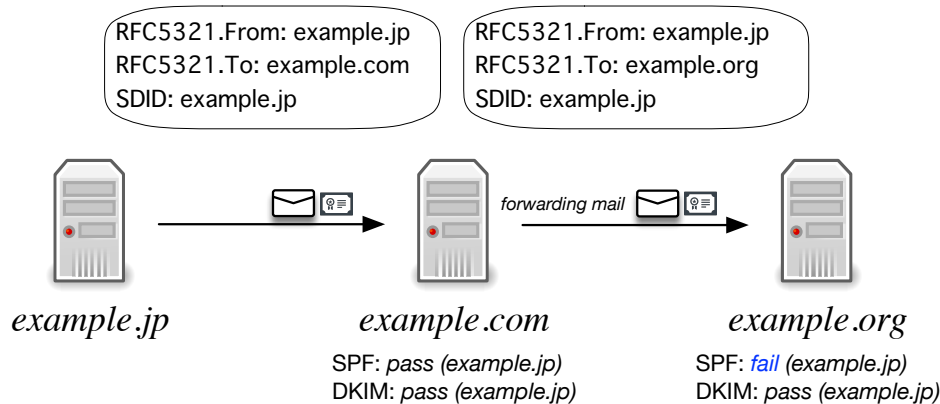 RFC5321.From: example.jp
RFC5321.To: example.com
SDID: example.jp
RFC5321.From: example.jp
RFC5321.To: example.org
SDID: example.jp
forwarding mail
example.jp
example.com
example.org
SPF: pass (example.jp)
DKIM: pass (example.jp)
SPF: fail (example.jp)
DKIM: pass (example.jp)